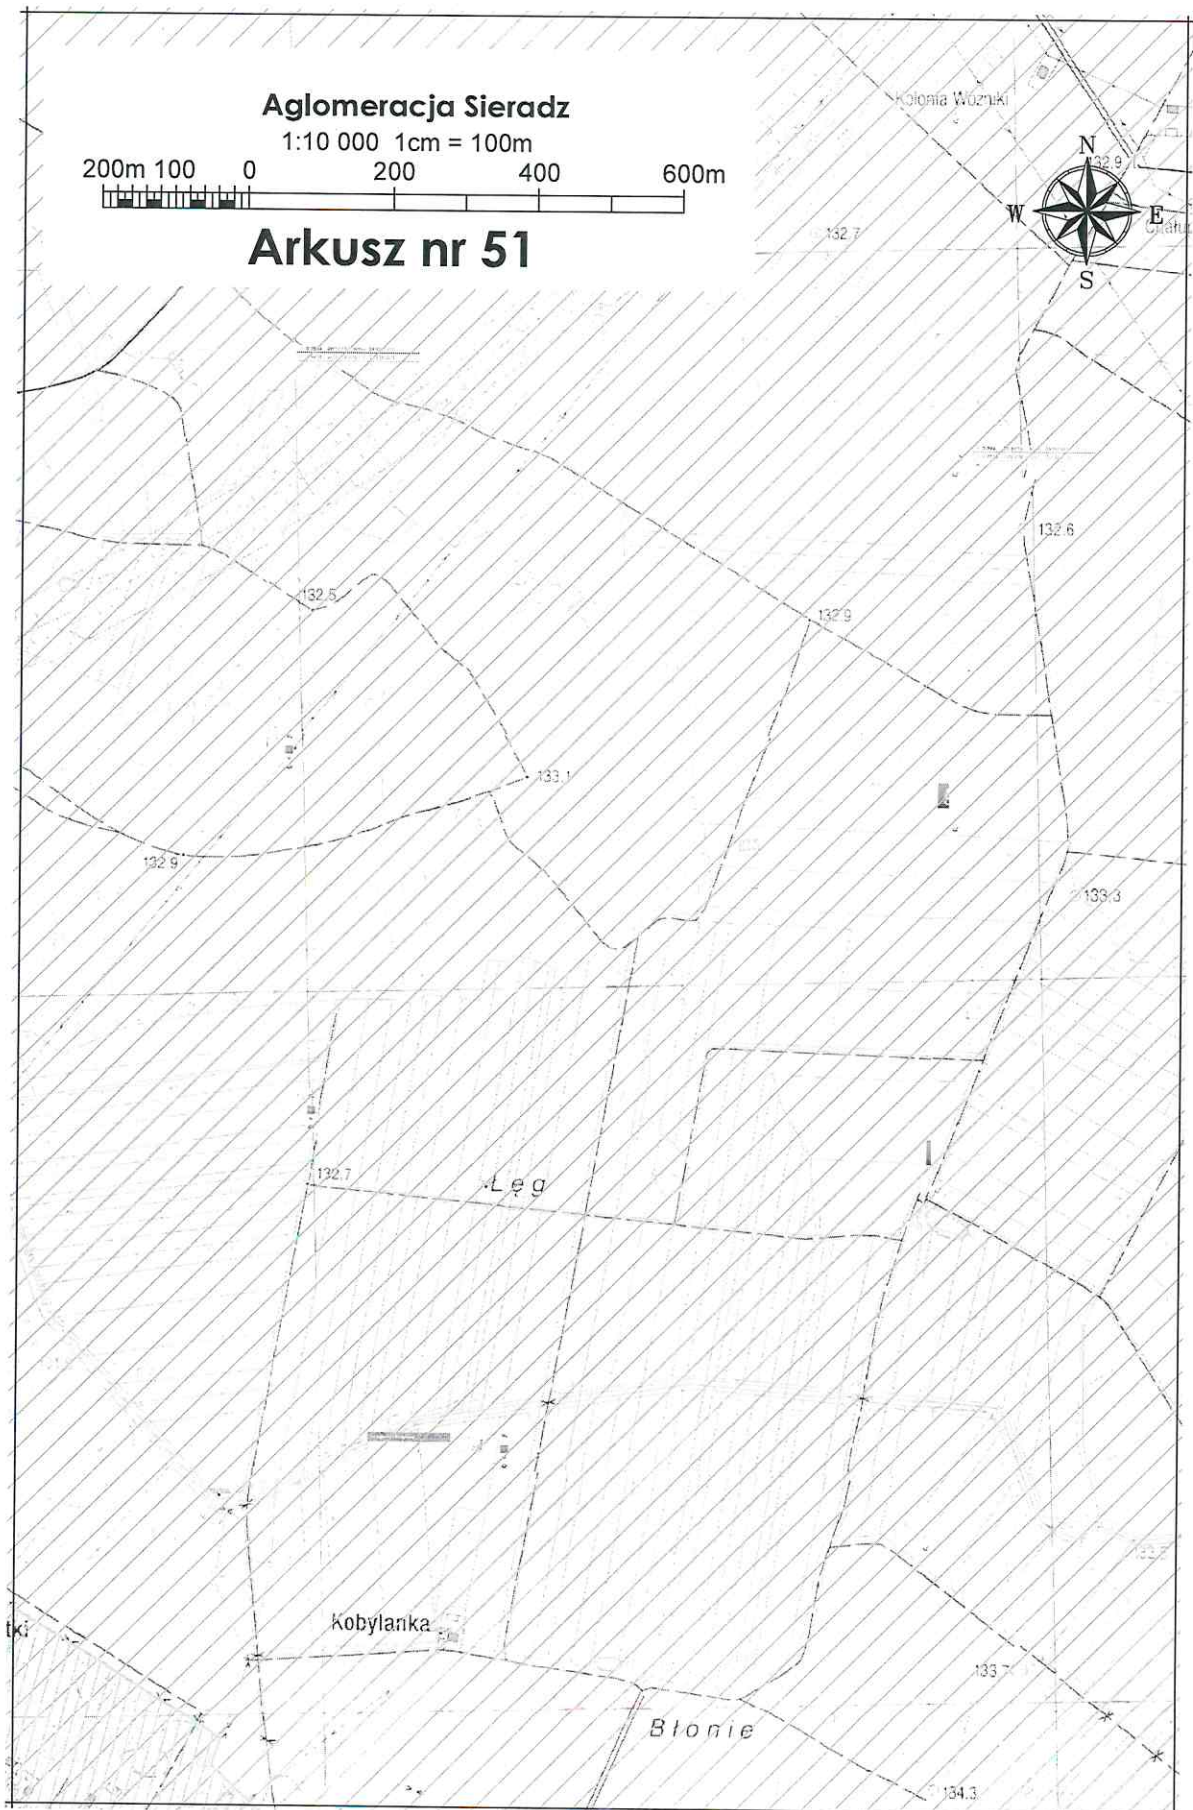 Aglomeracja Sieradz
1:10 000 1cm = 100m
200m 100 0 200 400 600m
Arkusz nr 51
Kolonia Woźniki
N
132.9
W E
S
132.7
132.6
132.5
132.9
133.1
132.9
133.3
132.7
Łęg
Kobylanka
tki
133.7
Błonie
134.3